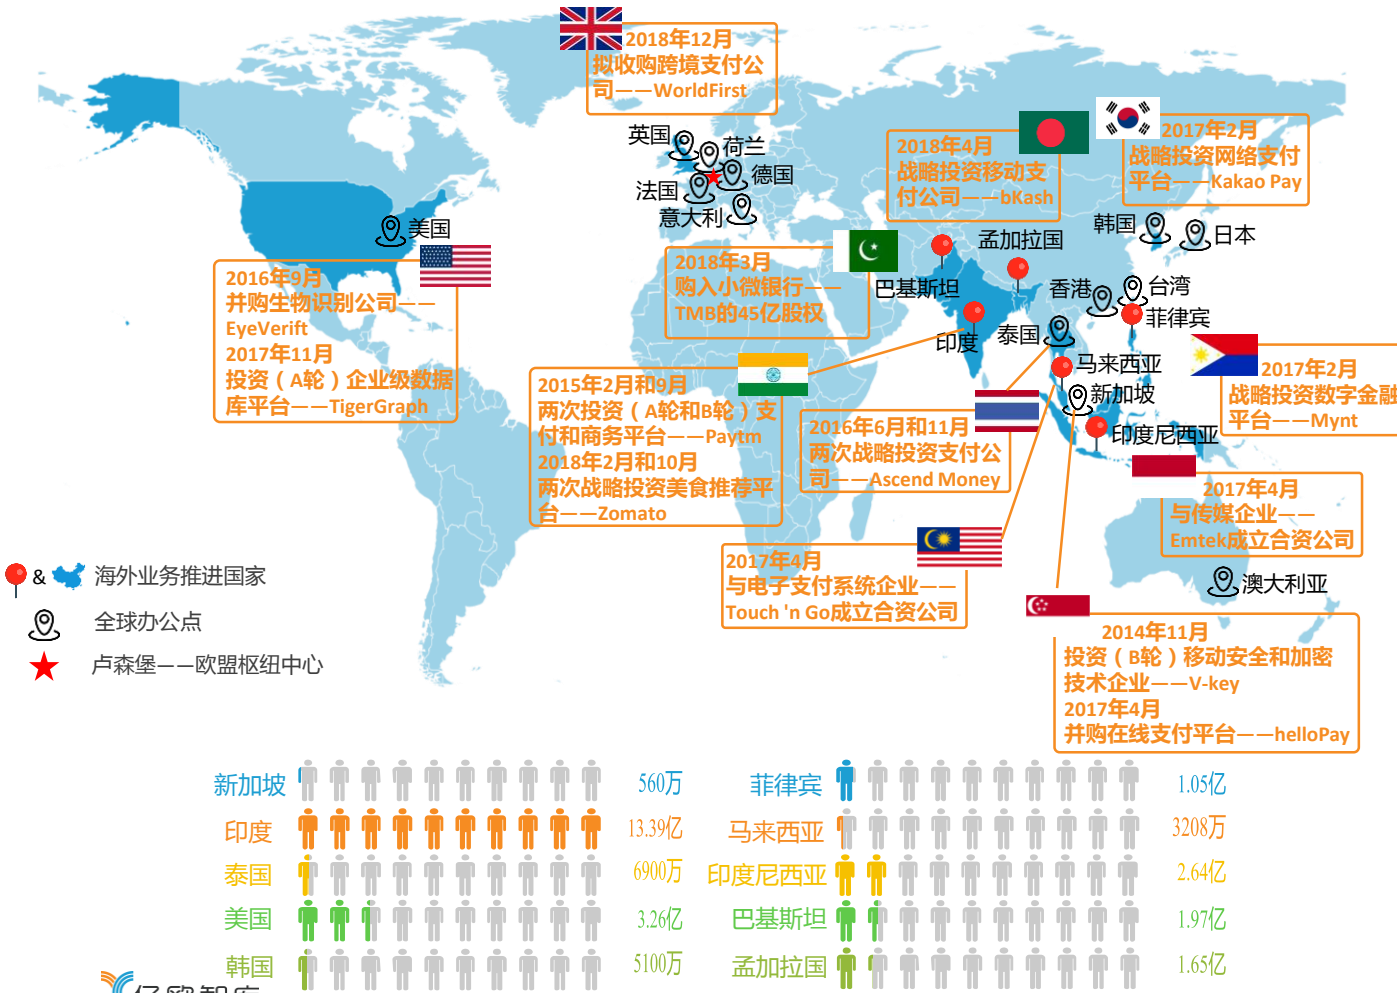 2018年12月
拟收购跨境支付公
司——WorldFirst
英国
荷兰
法国
德国
意大利
美国
2016年9月
并购生物识别公司——
EyeVerift
2017年11月
投资（A轮）企业级数据
库平台——TigerGraph
2018年4月
战略投资移动支
付公司——bKash
2017年2月
战略投资网络支付
平台——Kakao Pay
韩国
日本
孟加拉国
2018年3月
购入小微银行——
TMB的45亿股权
巴基斯坦
香港
台湾
菲律宾
印度
泰国
马来西亚
新加坡
印度尼西亚
2017年2月
战略投资数字金融
平台——Mynt
2015年2月和9月
两次投资（A轮和B轮）支
付和商务平台——Paytm
2018年2月和10月
两次战略投资美食推荐平
台——Zomato
2016年6月和11月
两次战略投资支付公
司——Ascend Money
2017年4月
与传媒企业——
Emtek成立合资公司
2017年4月
与电子支付系统企业——
Touch 'n Go成立合资公司
澳大利亚
2014年11月
投资（B轮）移动安全和加密
技术企业——V-key
2017年4月
并购在线支付平台——helloPay
& 海外业务推进国家
全球办公点
卢森堡——欧盟枢纽中心
新加坡 560万
菲律宾 1.05亿
印度 13.39亿
马来西亚 3208万
泰国 6900万
印度尼西亚 2.64亿
美国 3.26亿
巴基斯坦 1.97亿
韩国 5100万
孟加拉国 1.65亿
亿欧智库